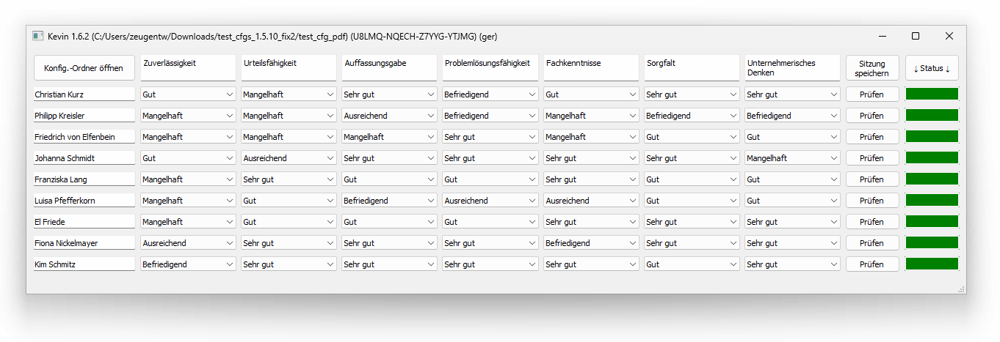 Kevin 1.6.2 (C:/Users/zeugentw/Downloads/test_cfgs_1.5.10_fix2/test_cfg_pdf) (U8LMQ-NQECH-Z7YYG-YTJMG) (ger)
Konfig.-Ordner öffnen Zuverlässigkeit Urteilsfähigkeit Auffassungsgabe Problemlösungsfähigkeit Fachkenntnisse Sorgfalt Unternehmerisches Denken Sitzung speichern ↓ Status ↓
Christian Kurz Gut Mangelhaft Sehr gut Befriedigend Gut Sehr gut Sehr gut Prüfen
Philipp Kreisler Mangelhaft Mangelhaft Ausreichend Befriedigend Mangelhaft Befriedigend Befriedigend Prüfen
Friedrich von Elfenbein Mangelhaft Mangelhaft Mangelhaft Sehr gut Mangelhaft Gut Gut Prüfen
Johanna Schmidt Gut Ausreichend Sehr gut Sehr gut Sehr gut Sehr gut Mangelhaft Prüfen
Franziska Lang Mangelhaft Sehr gut Gut Gut Sehr gut Gut Gut Prüfen
Luisa Pfefferkorn Mangelhaft Gut Befriedigend Ausreichend Ausreichend Gut Gut Prüfen
El Friede Mangelhaft Gut Gut Gut Sehr gut Sehr gut Sehr gut Prüfen
Fiona Nickelmayer Ausreichend Sehr gut Sehr gut Sehr gut Befriedigend Sehr gut Sehr gut Prüfen
Kim Schmitz Befriedigend Sehr gut Sehr gut Sehr gut Sehr gut Gut Sehr gut Prüfen